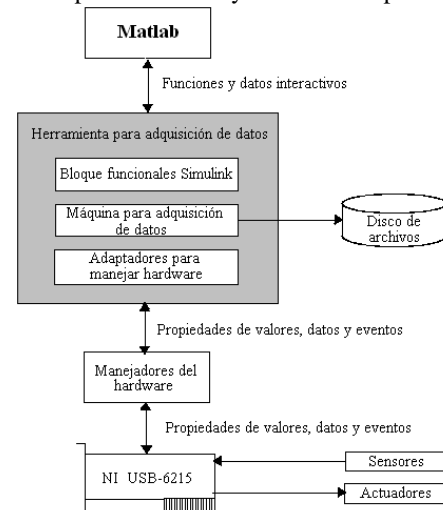 Matlab
Funciones y datos interactivos
Herramienta para adquisición de datos
Bloque funcionales Simulink
Máquina para adquisición
de datos
Disco de
archivos
Adaptadores para
manejar hardware
Propiedades de valores, datos y eventos
Manejadores del
hardware
Propiedades de valores, datos y eventos
NI USB-6215
Sensores
Actuadores